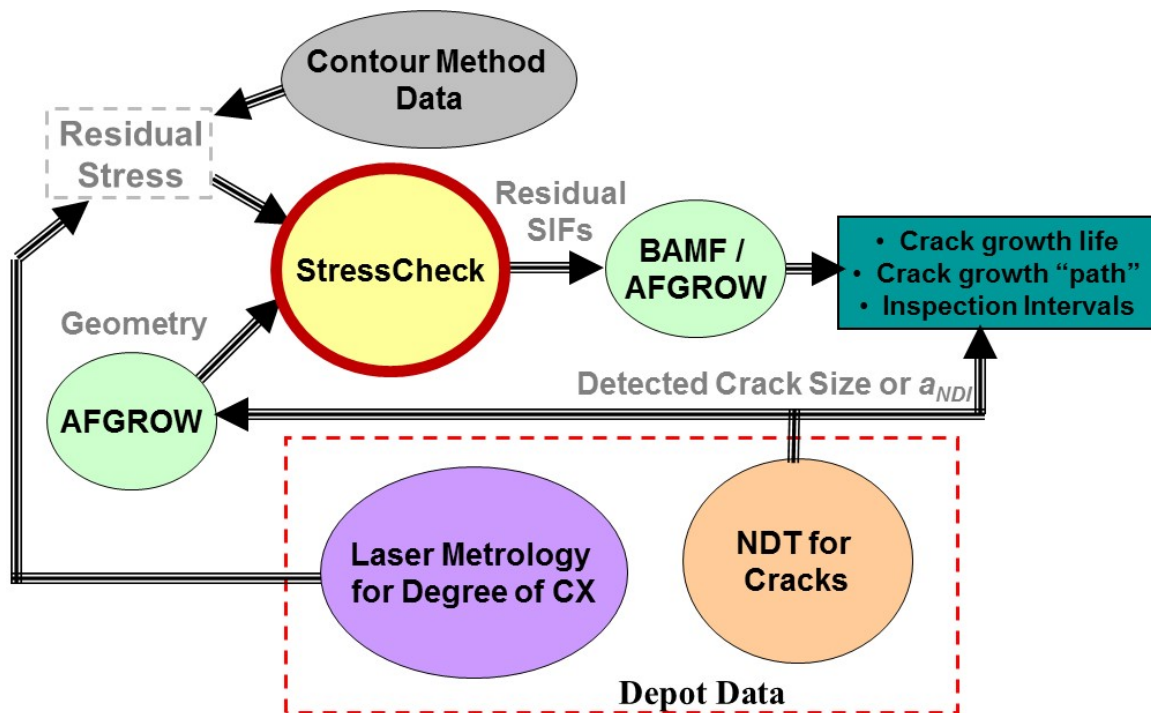 Contour Method
Data
Residual
Stress
Residual
SIFs
StressCheck
BAMF /
AFGROW
• Crack growth life
• Crack growth “path”
• Inspection Intervals
Geometry
AFGROW
Detected Crack Size or aNDI
Laser Metrology
for Degree of CX
NDT for
Cracks
Depot Data